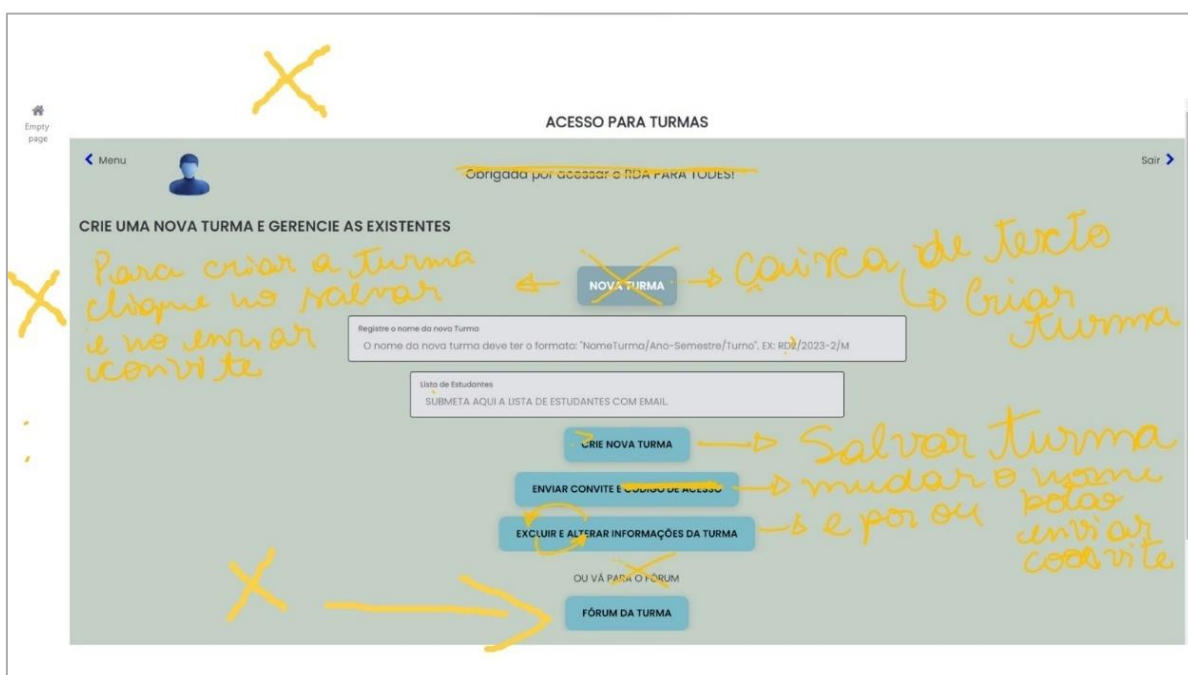 Empty
page
ACESSO PARA TURMAS
Menu
Obrigada por acessar o RDA PARA TODES!
Sair
CRIE UMA NOVA TURMA E GERENCIE AS EXISTENTES
Para criar a turma
clique no salvar
e no enviar
convite
NOVA TURMA
Caixa de texto
Criar
turma
Registre o nome da nova Turma
O nome da nova turma deve ter o formato: "NomeTurma/Ano-Semestre/Turno", EX: RD2/2023-2/M
Lista de Estudantes
SUBMETA AQUI A LISTA DE ESTUDANTES COM EMAIL.
CRIE NOVA TURMA
Salvar turma
ENVIAR CONVITE E CÓDIGO DE ACESSO
mudar o nome
botão
enviar
convite
EXCLUIR E ALTERAR INFORMAÇÕES DA TURMA
e por ou
OU VÁ PARA O FÓRUM
FÓRUM DA TURMA